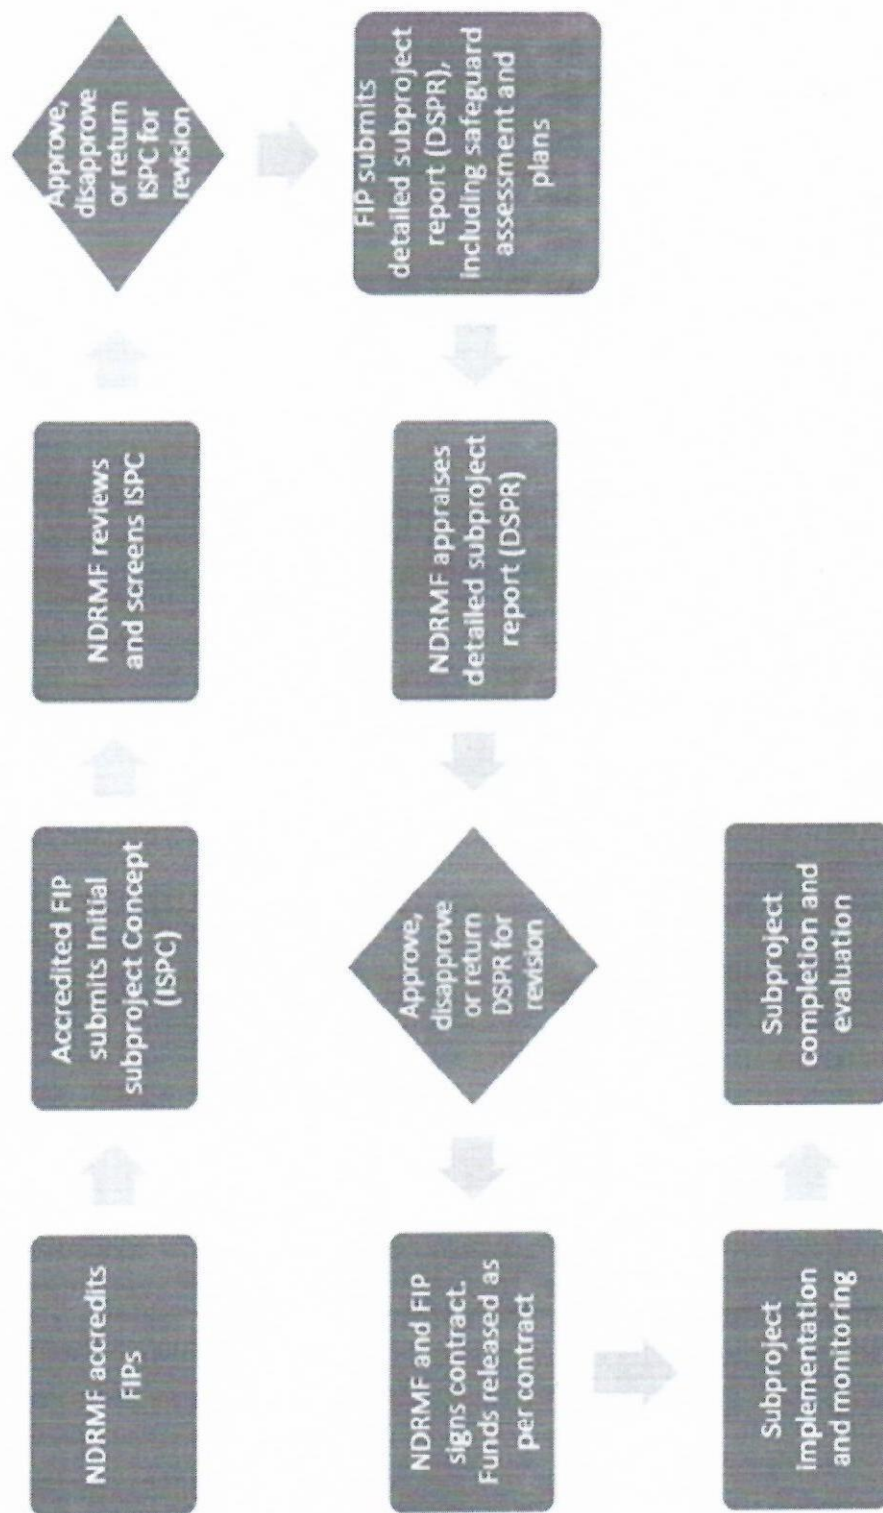 NDRMF accredits
FIPs
Accredited FIP
submits Initial
subproject Concept
(ISPC)
NDRMF reviews
and screens ISPC
Approve,
disapprove
or return
ISPC for
revision
FIP submits
detailed subproject
report (DSPR),
including safeguard
assessment and
plans
NDRMF appraises
detailed subproject
report (DSPR)
Approve,
disapprove
or return
DSPR for
revision
NDRMF and FIP
signs contract.
Funds released as
per contract
Subproject
implementation
and monitoring
Subproject
completion and
evaluation